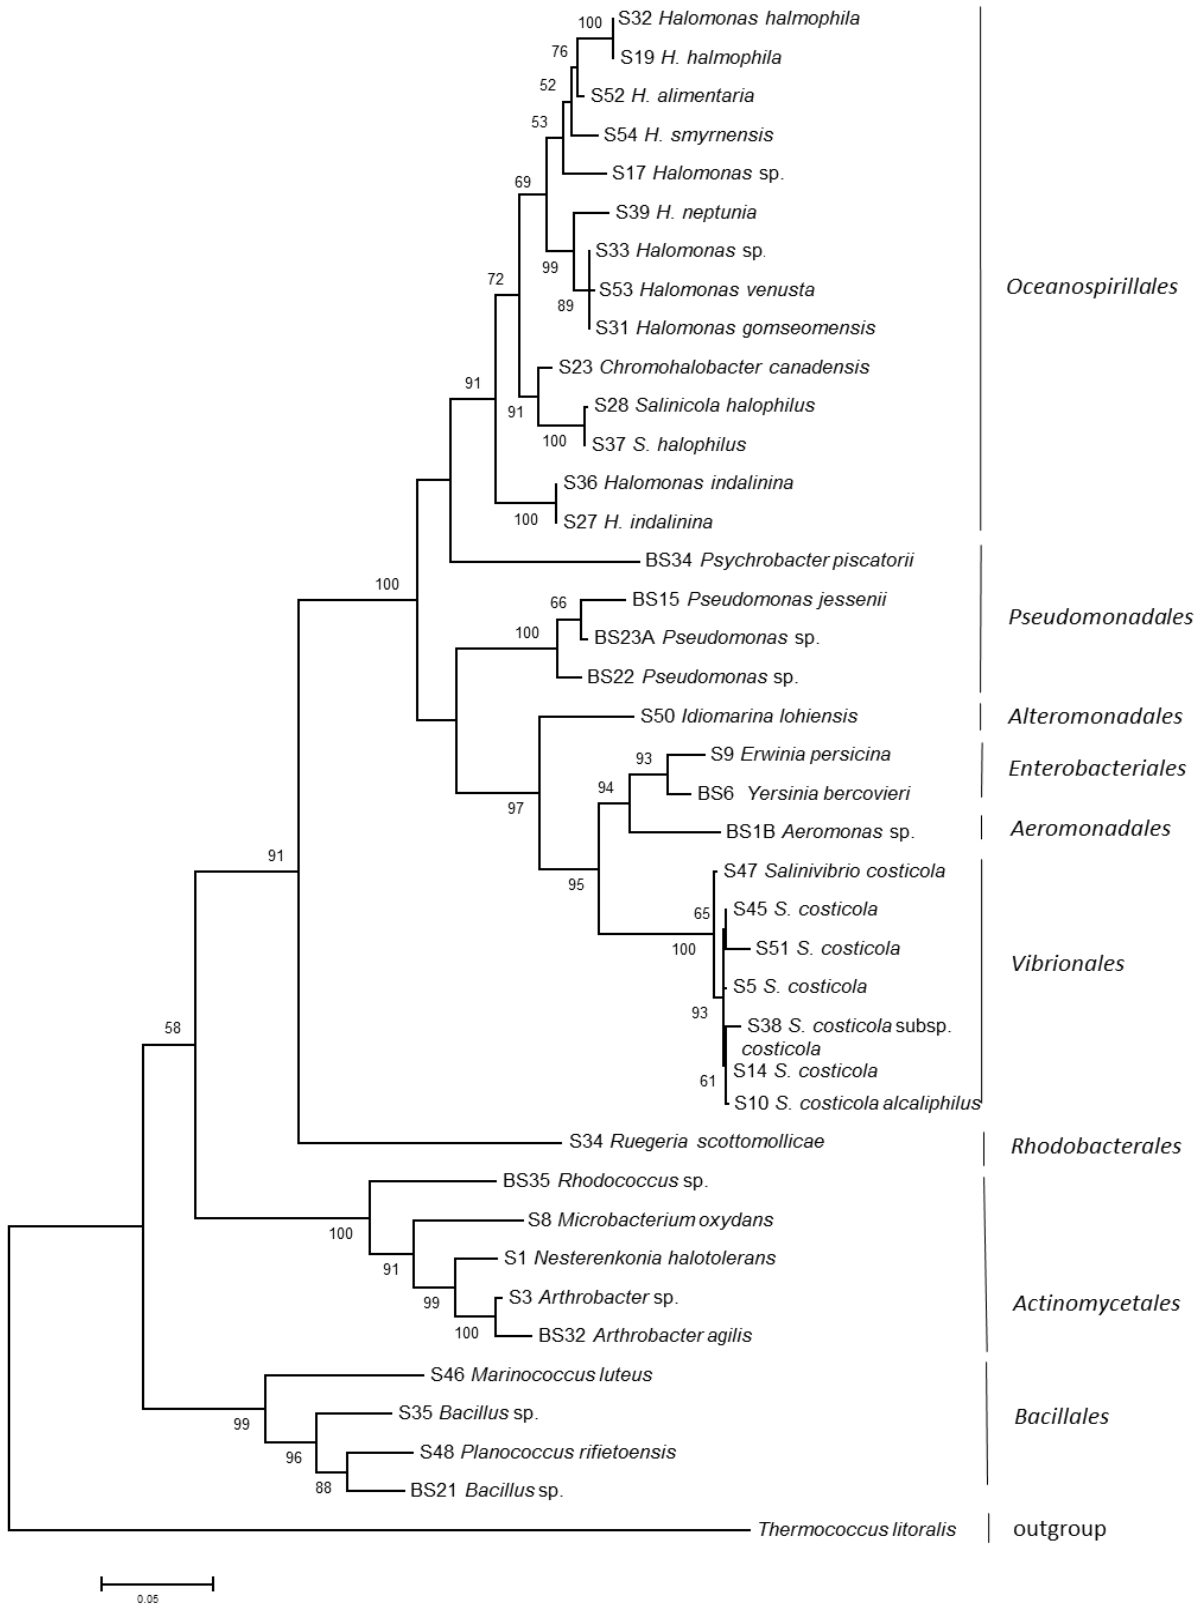 100
S32 Halomonas halmophila
S19 H. halmophila
76
S52 H. alimentaria
52
S54 H. smyrnensis
53
S17 Halomonas sp.
69
S39 H. neptunia
S33 Halomonas sp.
99
S53 Halomonas venusta
89
S31 Halomonas gomseomensis
72
Oceanospirillales
S23 Chromohalobacter canadensis
91
S28 Salinicola halophilus
91
100
S37 S. halophilus
S36 Halomonas indalinina
100
S27 H. indalinina
BS34 Psychrobacter piscatorii
100
66
BS15 Pseudomonas jessenii
Pseudomonadales
100
BS23A Pseudomonas sp.
BS22 Pseudomonas sp.
S50 Idiomarina lohiensis
Alteromonadales
93
S9 Erwinia persicina
Enterobacteriales
94
BS6 Yersinia bercovieri
97
BS1B Aeromonas sp.
Aeromonadales
91
95
S47 Salinivibrio costicola
65
S45 S. costicola
100
S51 S. costicola
Vibrionales
S5 S. costicola
93
S38 S. costicola subsp.
costicola
58
S14 S. costicola
61
S10 S. costicola alcaliphilus
S34 Ruegeria scottomollicae
Rhodobacterales
BS35 Rhodococcus sp.
100
S8 Microbacterium oxydans
91
S1 Nesterenkonia halotolerans
99
S3 Arthrobacter sp.
Actinomycetales
100
BS32 Arthrobacter agilis
S46 Marinococcus luteus
99
S35 Bacillus sp.
Bacillales
96
S48 Planococcus rifietoensis
88
BS21 Bacillus sp.
Thermococcus litoralis
outgroup
0.05